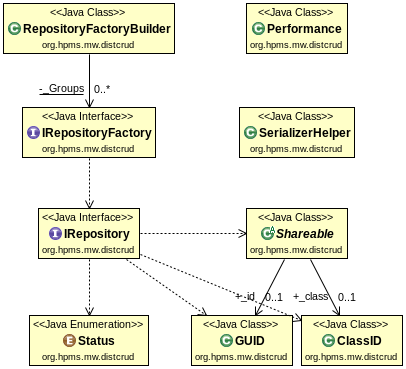 <<Java Class>>
RepositoryFactoryBuilder
org.hpms.mw.distcrud
<<Java Class>>
Performance
org.hpms.mw.distcrud
-_Groups 0..*
<<Java Interface>>
IRepositoryFactory
org.hpms.mw.distcrud
<<Java Class>>
SerializerHelper
org.hpms.mw.distcrud
<<Java Interface>>
IRepository
org.hpms.mw.distcrud
<<Java Class>>
Shareable
org.hpms.mw.distcrud
+_id 0..1 +_class 0..1
<<Java Enumeration>>
Status
org.hpms.mw.distcrud
<<Java Class>>
GUID
org.hpms.mw.distcrud
<<Java Class>>
ClassID
org.hpms.mw.distcrud